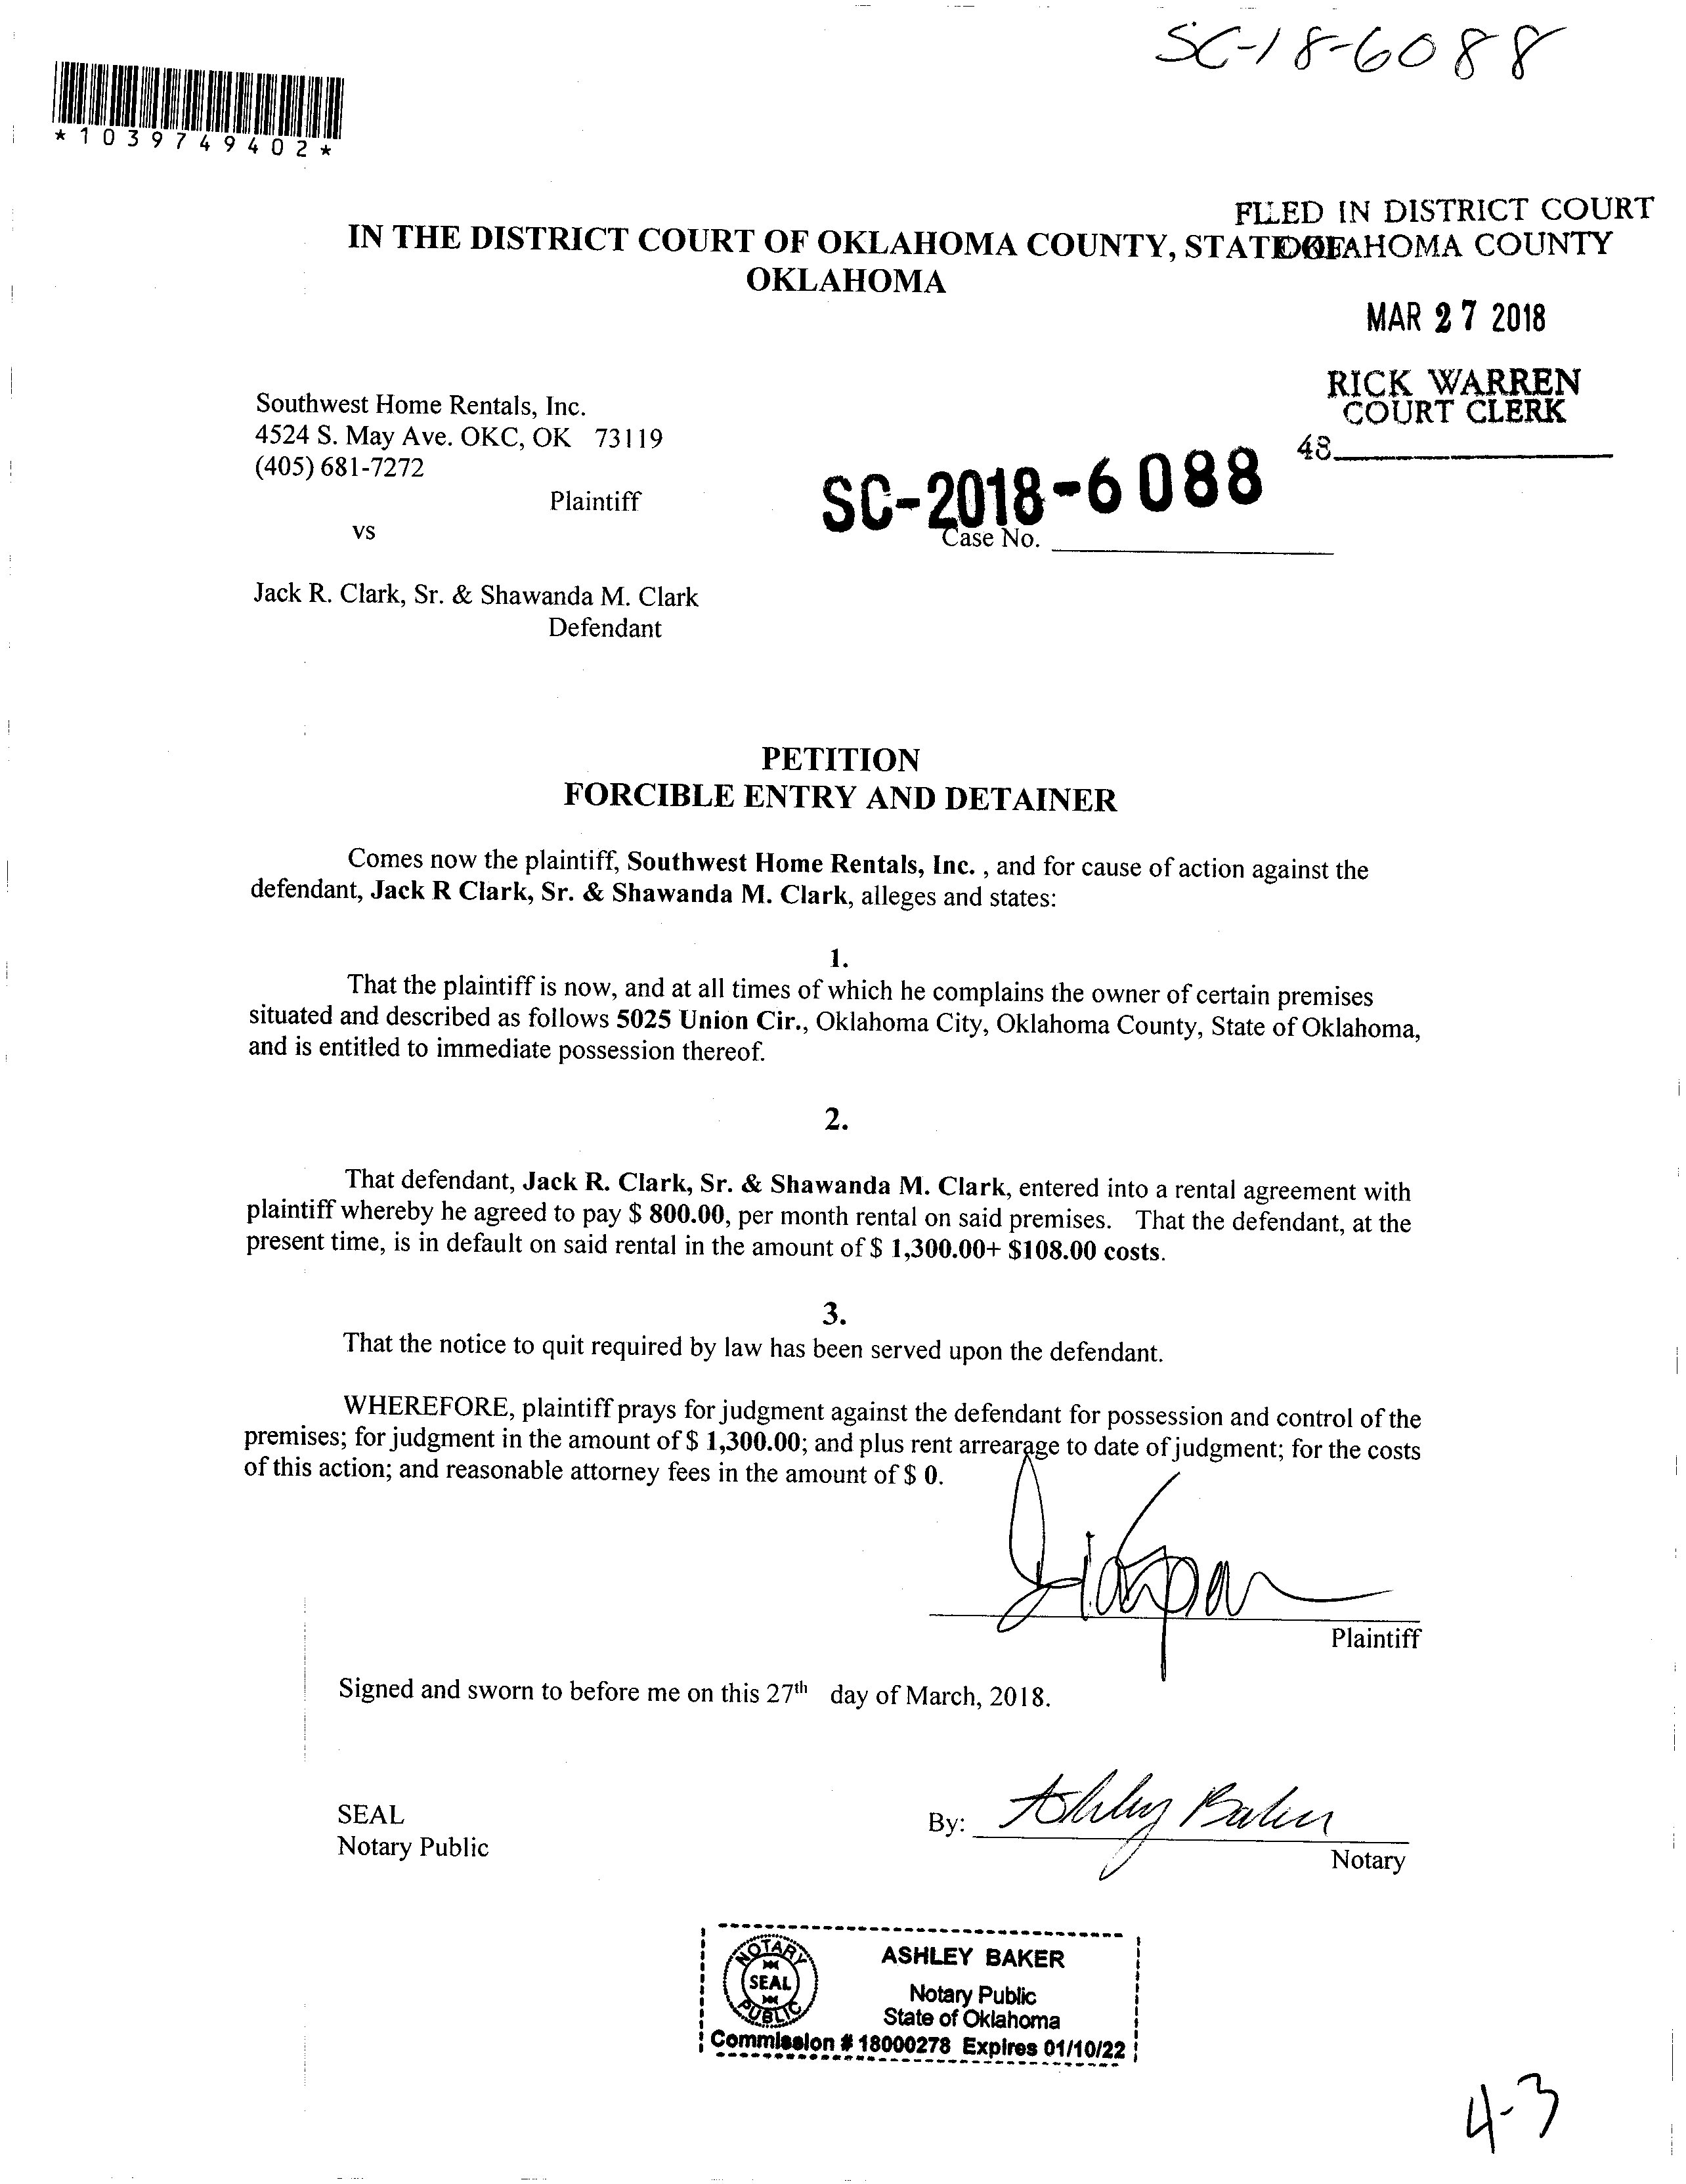 SC-18-6088
*1039749402*
FILED IN DISTRICT COURT
OKLAHOMA COUNTY
IN THE DISTRICT COURT OF OKLAHOMA COUNTY, STATE OF
OKLAHOMA
MAR 27 2018
RICK WARREN
COURT CLERK
48
Southwest Home Rentals, Inc.
4524 S. May Ave. OKC, OK 73119
(405) 681-7272
Plaintiff
SC-2018-6088
vs
Case No.
Jack R. Clark, Sr. & Shawanda M. Clark
Defendant
PETITION
FORCIBLE ENTRY AND DETAINER
Comes now the plaintiff, Southwest Home Rentals, Inc. , and for cause of action against the
defendant, Jack R Clark, Sr. & Shawanda M. Clark, alleges and states:
1.
That the plaintiff is now, and at all times of which he complains the owner of certain premises
situated and described as follows 5025 Union Cir., Oklahoma City, Oklahoma County, State of Oklahoma,
and is entitled to immediate possession thereof.
2.
That defendant, Jack R. Clark, Sr. & Shawanda M. Clark, entered into a rental agreement with
plaintiff whereby he agreed to pay $ 800.00, per month rental on said premises. That the defendant, at the
present time, is in default on said rental in the amount of $ 1,300.00+ $108.00 costs.
3.
That the notice to quit required by law has been served upon the defendant.
WHEREFORE, plaintiff prays for judgment against the defendant for possession and control of the
premises; for judgment in the amount of $ 1,300.00; and plus rent arrearage to date of judgment; for the costs
of this action; and reasonable attorney fees in the amount of $ 0.
Plaintiff
Signed and sworn to before me on this 27th day of March, 2018.
SEAL
Notary Public
By: Ashley Baker
Notary
NOTARY
SEAL
PUBLIC
ASHLEY BAKER
Notary Public
State of Oklahoma
Commission # 18000278 Expires 01/10/22
4-3